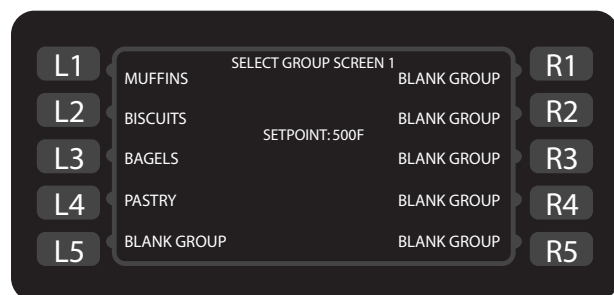 SELECT GROUP SCREEN 1
L1 MUFFINS BLANK GROUP R1
L2 BISCUITS BLANK GROUP R2
SETPOINT: 500F
L3 BAGELS BLANK GROUP R3
L4 PASTRY BLANK GROUP R4
L5 BLANK GROUP BLANK GROUP R5